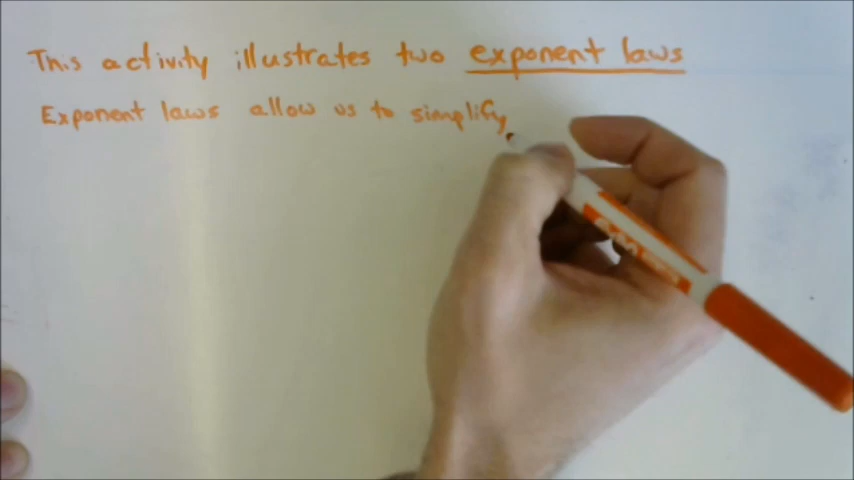 This activity illustrates two exponent laws
Exponent laws allow us to simplify